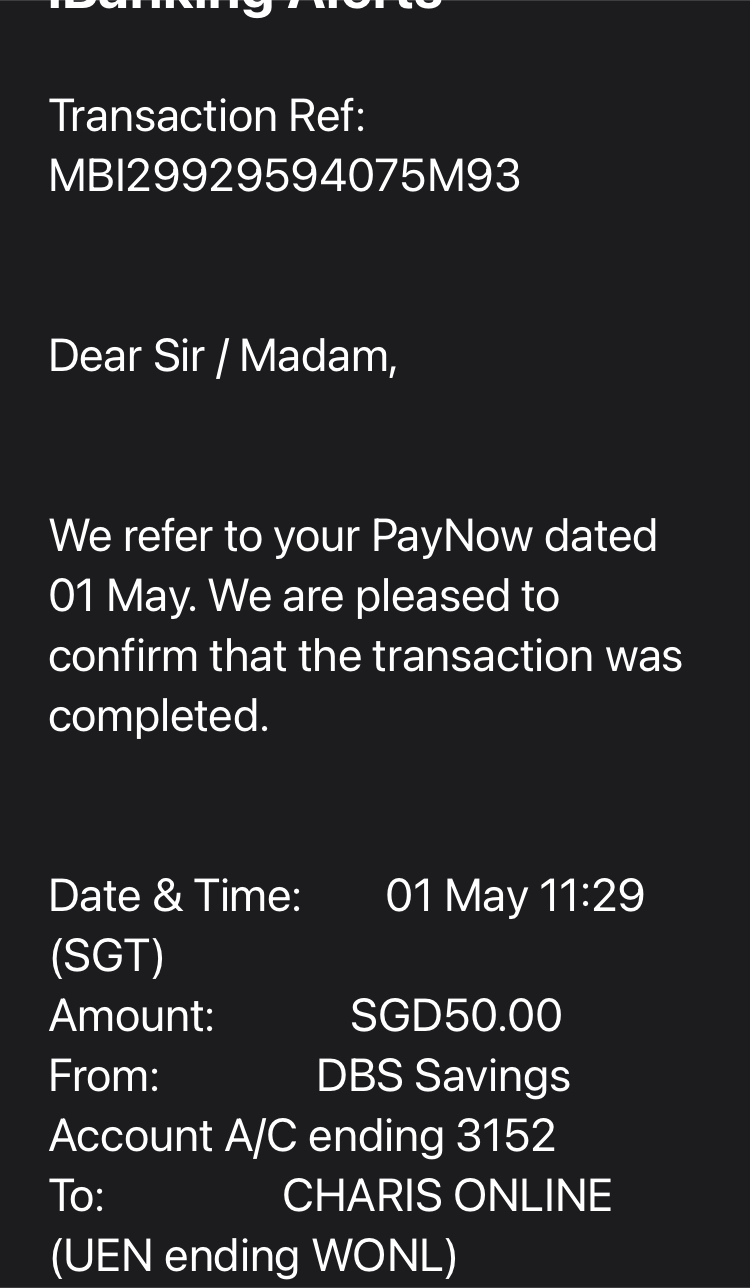 iBanking Alerts
Transaction Ref:
MBI29929594075M93
Dear Sir / Madam,
We refer to your PayNow dated
01 May. We are pleased to
confirm that the transaction was
completed.
Date & Time: 01 May 11:29
(SGT)
Amount: SGD50.00
From: DBS Savings
Account A/C ending 3152
To: CHARIS ONLINE
(UEN ending WONL)